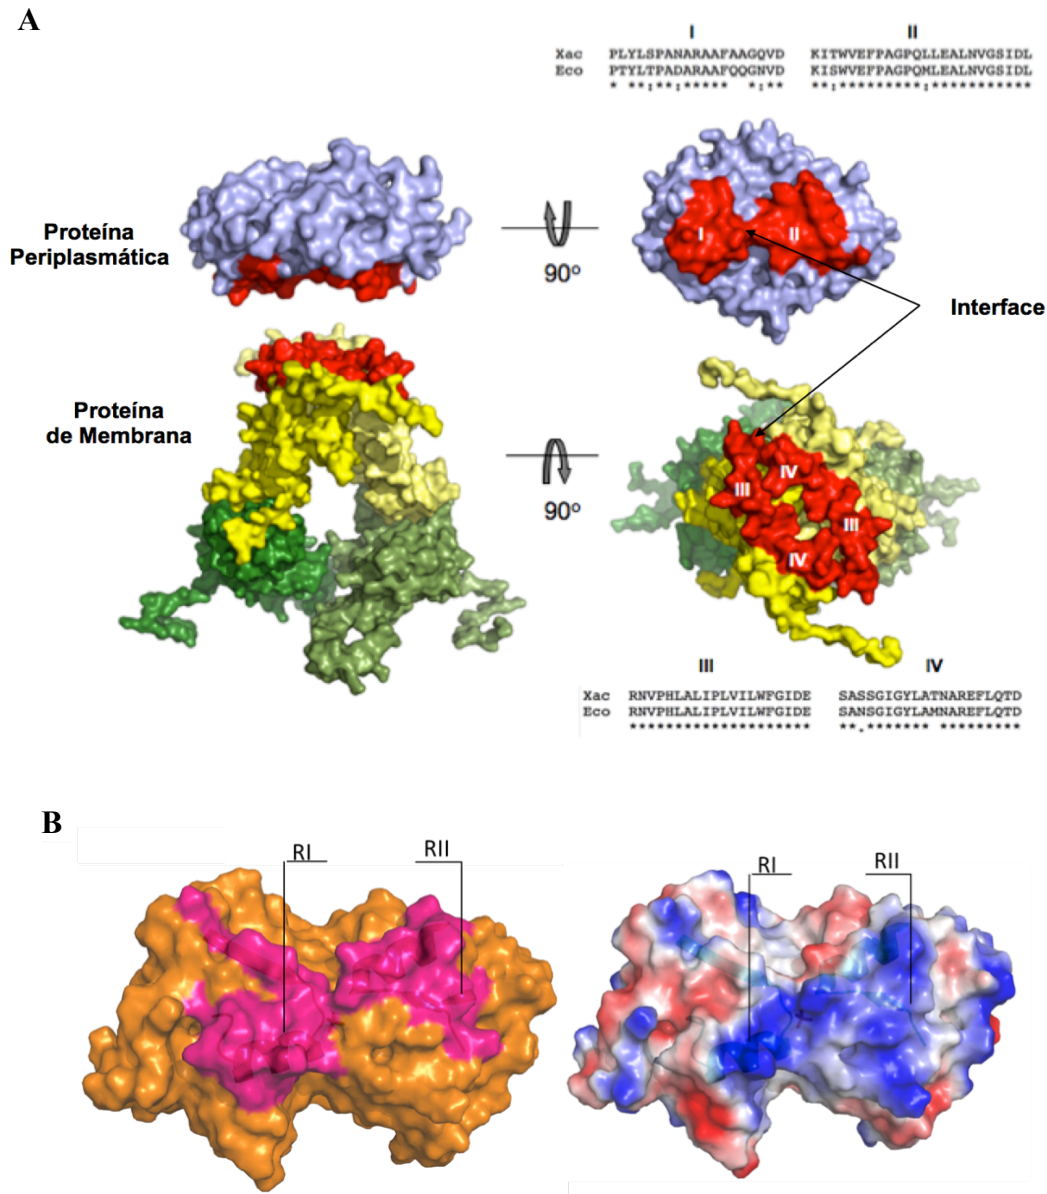 A
I II
Xac PLYLSPANARAAFAAGQVD KITWVEFPAGPQLLEALNVGSIDL
Eco PTYLTPADARAAFQQGNVD KISWVEFPAGPQMLEALNVGSIDL
* **:**:****** *:** **:*********:***********
Proteína
Periplasmática
90º
I II
Interface
Proteína
de Membrana
90º
IV
III
III
IV
III IV
Xac RNVPHLALIPLVILWFGIDE SASSGIGYLATNAREFLQTD
Eco RNVPHLALIPLVILWFGIDE SANSGIGYLAMNAREFLQTD
******************** **.******* *********
B
RI RII
RI RII